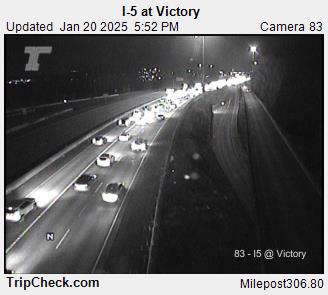 I-5 at Victory
Updated  Jan 20 2025  5:52 PM
Camera 83
T
N
83 - I5 @ Victory
TripCheck.com
Milepost306.80